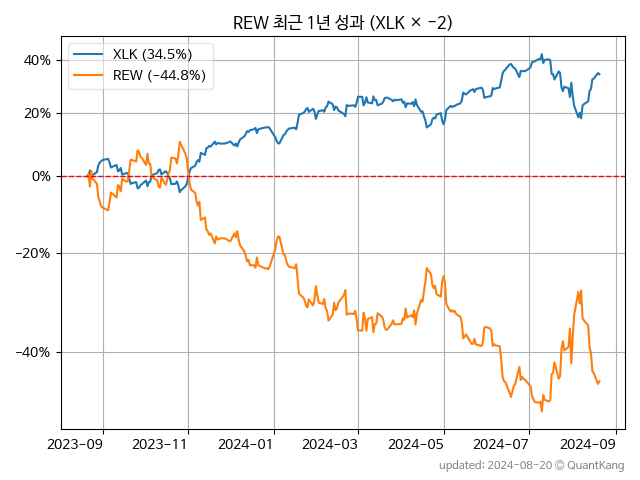 REW 최근 1년 성과 (XLK × −2)
XLK (34.5%)
REW (−44.8%)
40%
20%
0%
−20%
−40%
2023−09 2023−11 2024−01 2024−03 2024−05 2024−07 2024−09
updated: 2024-08-20 © QuantKang